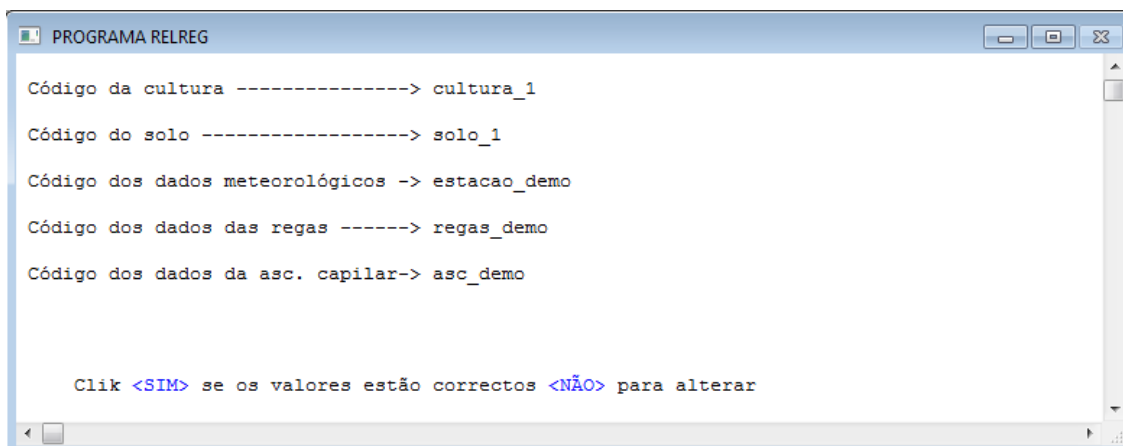 PROGRAMA RELREG
Código da cultura ---------------> cultura_1
Código do solo ------------------> solo_1
Código dos dados meteorológicos -> estacao_demo
Código dos dados das regas ------> regas_demo
Código dos dados da asc. capilar-> asc_demo
Clik <SIM> se os valores estão correctos <NÃO> para alterar